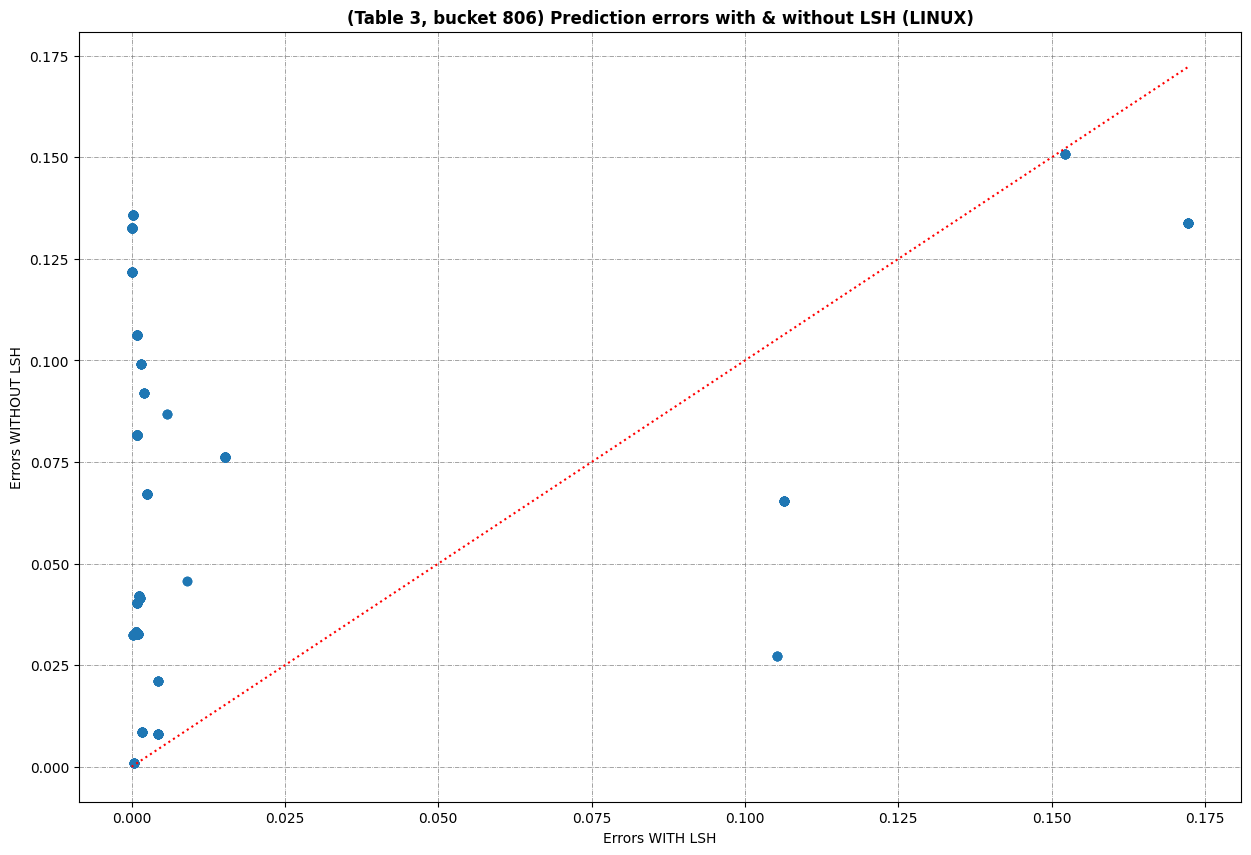 (Table 3, bucket 806) Prediction errors with & without LSH (LINUX)
0.175
0.150
0.125
0.100
0.075
0.050
0.025
0.000
Errors WITHOUT LSH
0.000 0.025 0.050 0.075 0.100 0.125 0.150 0.175
Errors WITH LSH